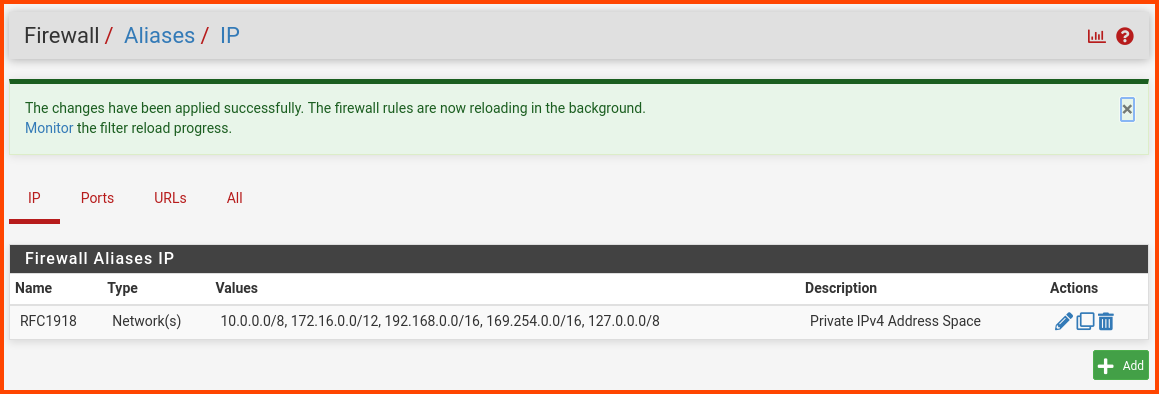 Firewall / Aliases / IP
The changes have been applied successfully. The firewall rules are now reloading in the background.
Monitor the filter reload progress.
IP Ports URLs All
Firewall Aliases IP
Name Type Values Description Actions
RFC1918 Network(s) 10.0.0.0/8, 172.16.0.0/12, 192.168.0.0/16, 169.254.0.0/16, 127.0.0.0/8 Private IPv4 Address Space
Add